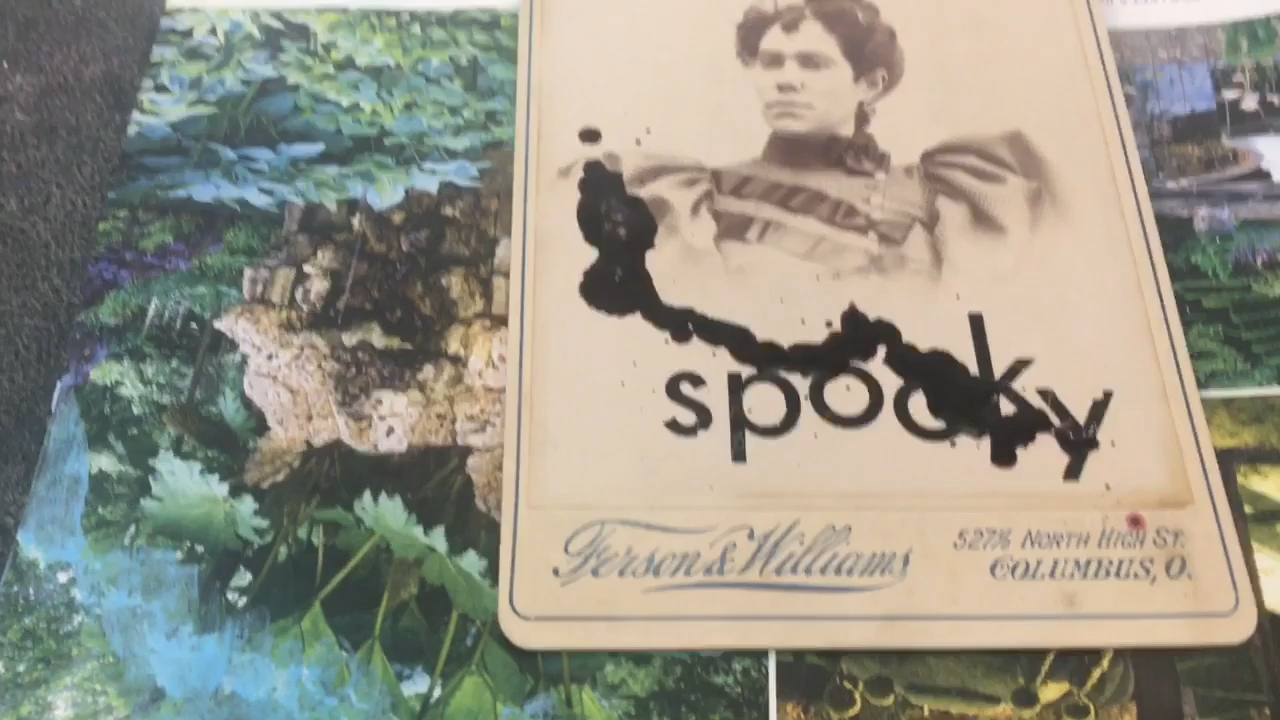 spooky
Ferson & Williams
527½ North High St.
Columbus, O.